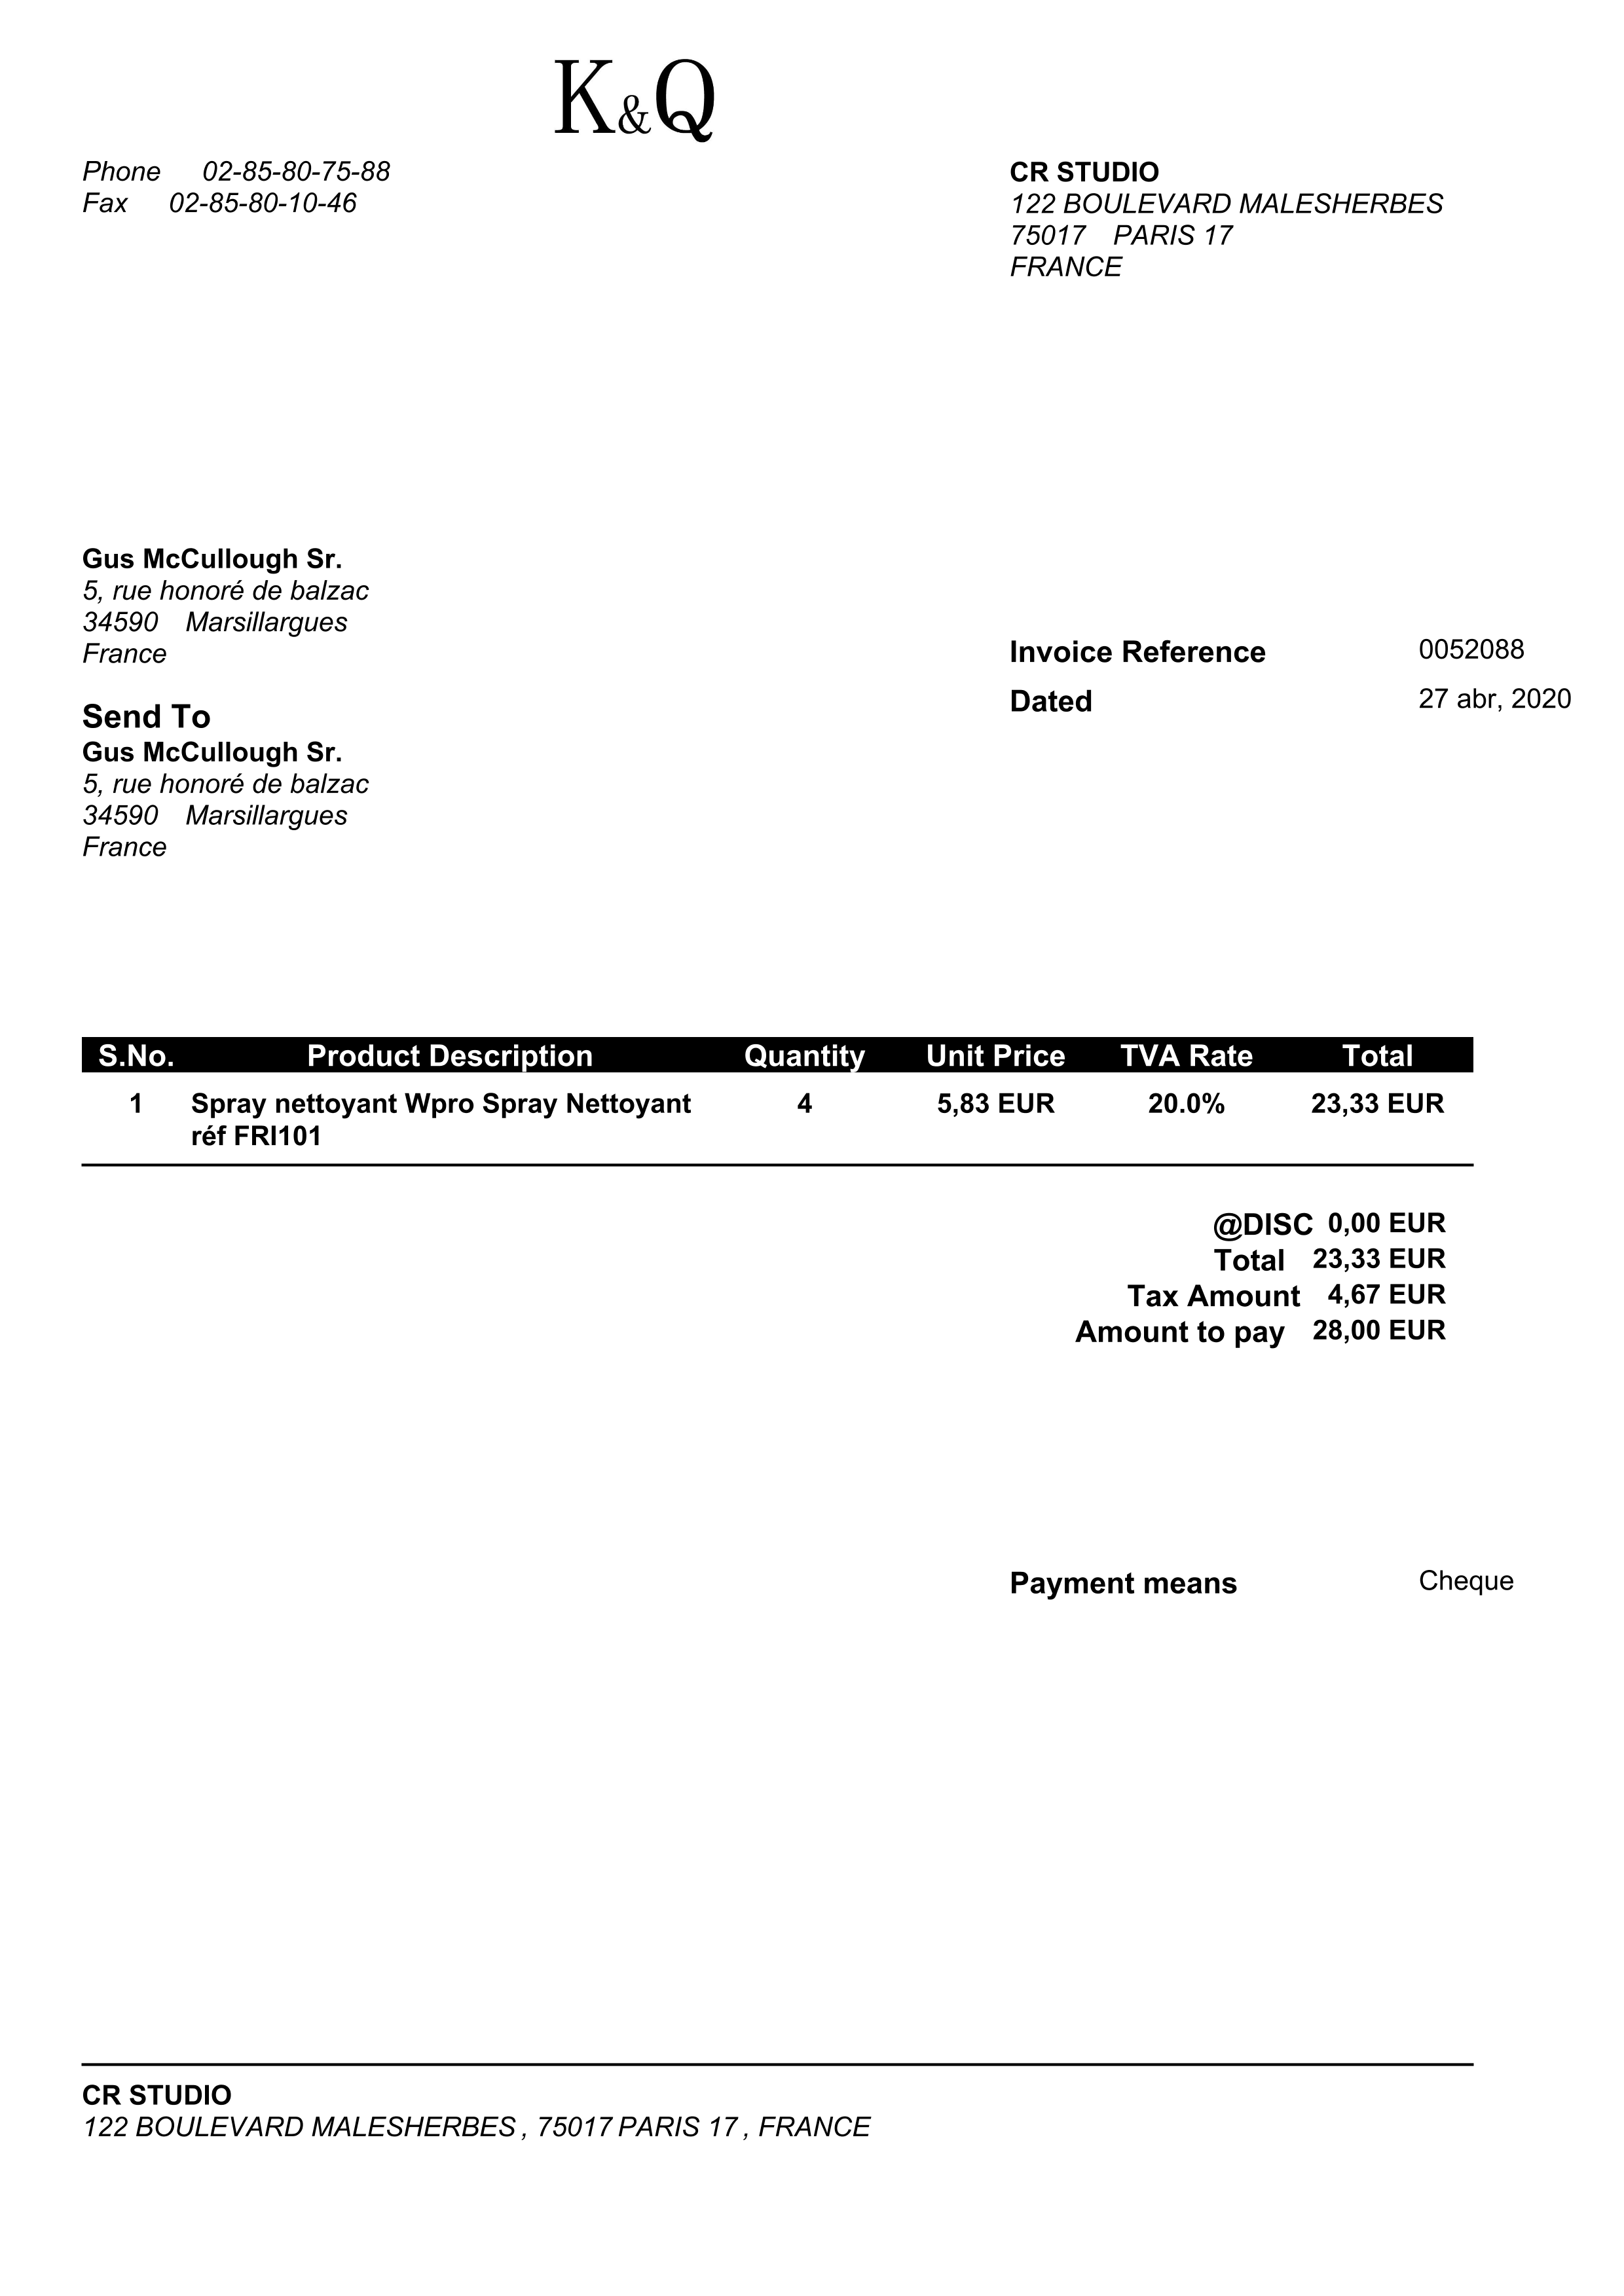 K&Q
Phone 02-85-80-75-88
Fax 02-85-80-10-46
CR STUDIO
122 BOULEVARD MALESHERBES
75017 PARIS 17
FRANCE
Gus McCullough Sr.
5, rue honoré de balzac
34590 Marsillargues
France
Invoice Reference 0052088
Dated 27 abr, 2020
Send To
Gus McCullough Sr.
5, rue honoré de balzac
34590 Marsillargues
France
S.No. Product Description Quantity Unit Price TVA Rate Total
1 Spray nettoyant Wpro Spray Nettoyant 4 5,83 EUR 20.0% 23,33 EUR
réf FRI101
@DISC 0,00 EUR
Total 23,33 EUR
Tax Amount 4,67 EUR
Amount to pay 28,00 EUR
Payment means Cheque
CR STUDIO
122 BOULEVARD MALESHERBES , 75017 PARIS 17 , FRANCE